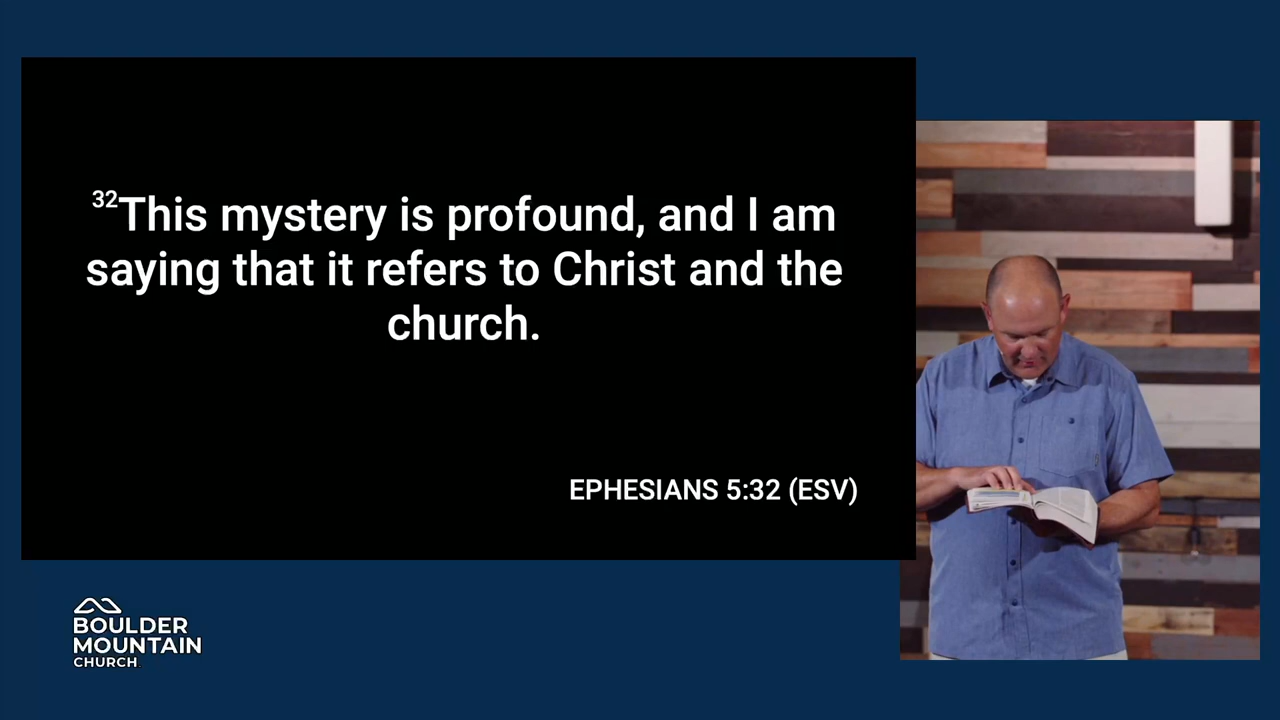 32This mystery is profound, and I am
saying that it refers to Christ and the
church.
EPHESIANS 5:32 (ESV)
BOULDER
MOUNTAIN
CHURCH